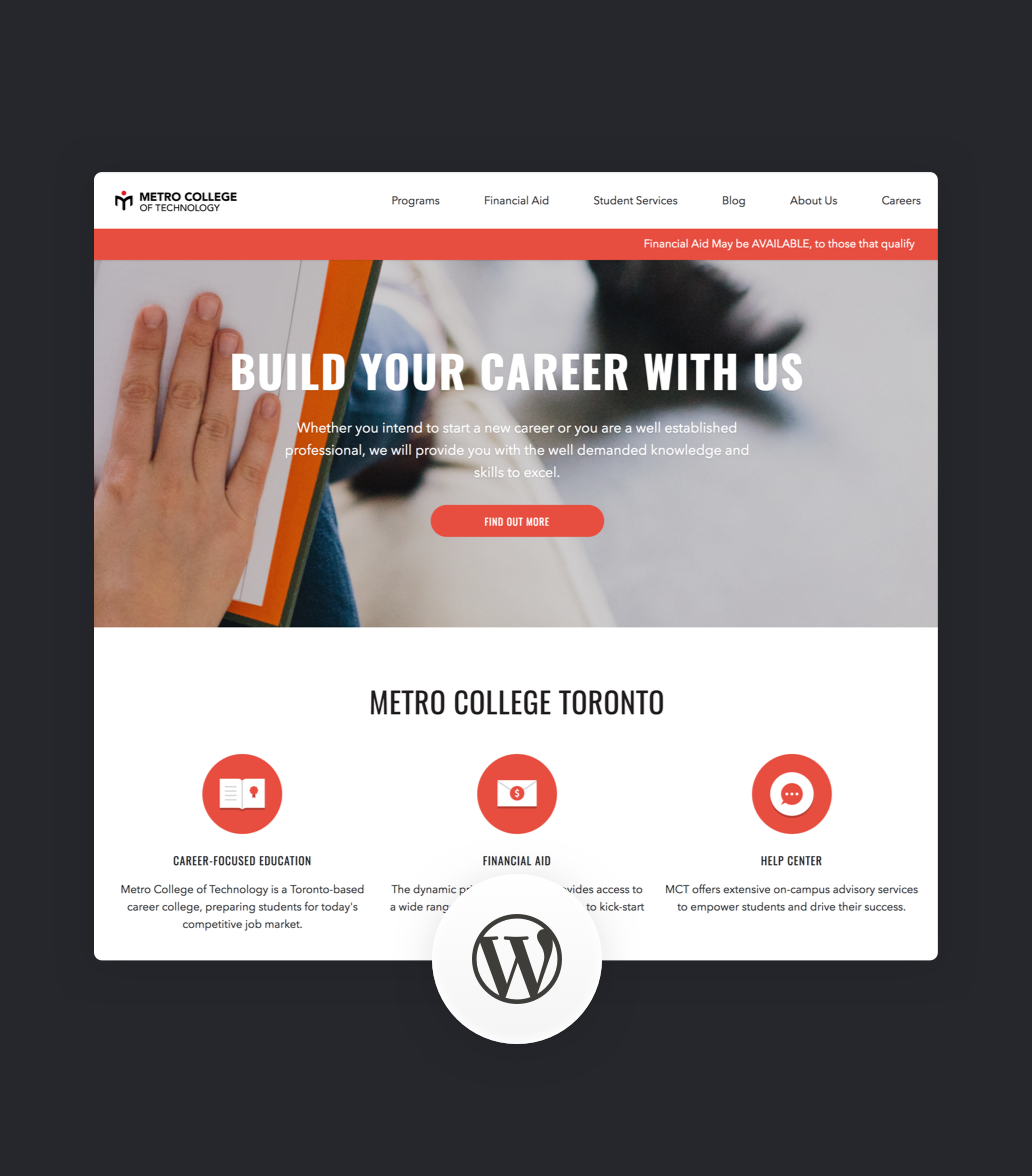 METRO COLLEGE
OF TECHNOLOGY
Programs
Financial Aid
Student Services
Blog
About Us
Careers
Financial Aid May be AVAILABLE, to those that qualify
BUILD YOUR CAREER WITH US
Whether you intend to start a new career or you are a well established
professional, we will provide you with the well demanded knowledge and
skills to excel.
FIND OUT MORE
METRO COLLEGE TORONTO
CAREER-FOCUSED EDUCATION
Metro College of Technology is a Toronto-based
career college, preparing students for today's
competitive job market.
$
FINANCIAL AID
The dynamic access to
a wide to kick-start
HELP CENTER
MCT offers extensive on-campus advisory services
to empower students and drive their success.
W